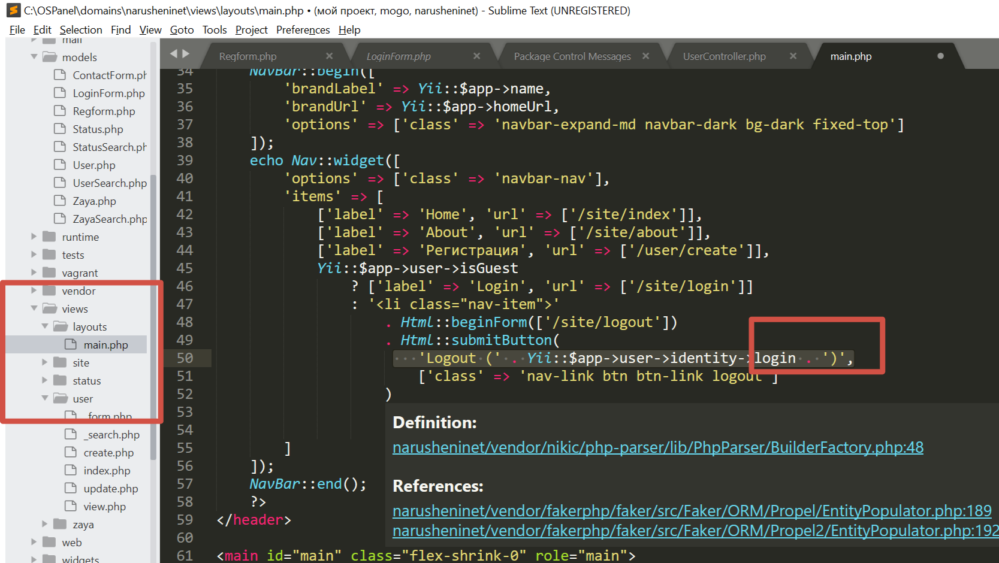 C:\OSPanel\domains\narusheninet\views\layouts\main.php • (мой проект, mogo, narusheninet) - Sublime Text (UNREGISTERED)
File Edit Selection Find View Goto Tools Project Preferences Help
mail
models
ContactForm.ph
LoginForm.php
Regform.php
Status.php
StatusSearch.ph
User.php
UserSearch.php
Zaya.php
ZayaSearch.php
runtime
tests
vagrant
vendor
views
layouts
main.php
site
status
user
_form.php
_search.php
create.php
index.php
update.php
view.php
zaya
web
widgets
Regform.php LoginForm.php Package Control Messages UserController.php main.php
34 NavBar::begin([
35 'brandLabel' => Yii::$app->name,
36 'brandUrl' => Yii::$app->homeUrl,
37 'options' => ['class' => 'navbar-expand-md navbar-dark bg-dark fixed-top']
38 ]);
39 echo Nav::widget([
40 'options' => ['class' => 'navbar-nav'],
41 'items' => [
42 ['label' => 'Home', 'url' => ['/site/index']],
43 ['label' => 'About', 'url' => ['/site/about']],
44 ['label' => 'Регистрация', 'url' => ['/user/create']],
45 Yii::$app->user->isGuest
46 ? ['label' => 'Login', 'url' => ['/site/login']]
47 : '<li class="nav-item">'
48 . Html::beginForm(['/site/logout'])
49 . Html::submitButton(
50 'Logout (' . Yii::$app->user->identity->login . ')',
51 ['class' => 'nav-link btn btn-link logout']
52 )
53
54
55 ]
56 ]);
57 NavBar::end();
58 ?>
59 </header>
60
61 <main id="main" class="flex-shrink-0" role="main">
Definition:
narusheninet/vendor/nikic/php-parser/lib/PhpParser/BuilderFactory.php:48
References:
narusheninet/vendor/fakerphp/faker/src/Faker/ORM/Propel/EntityPopulator.php:189
narusheninet/vendor/fakerphp/faker/src/Faker/ORM/Propel2/EntityPopulator.php:192